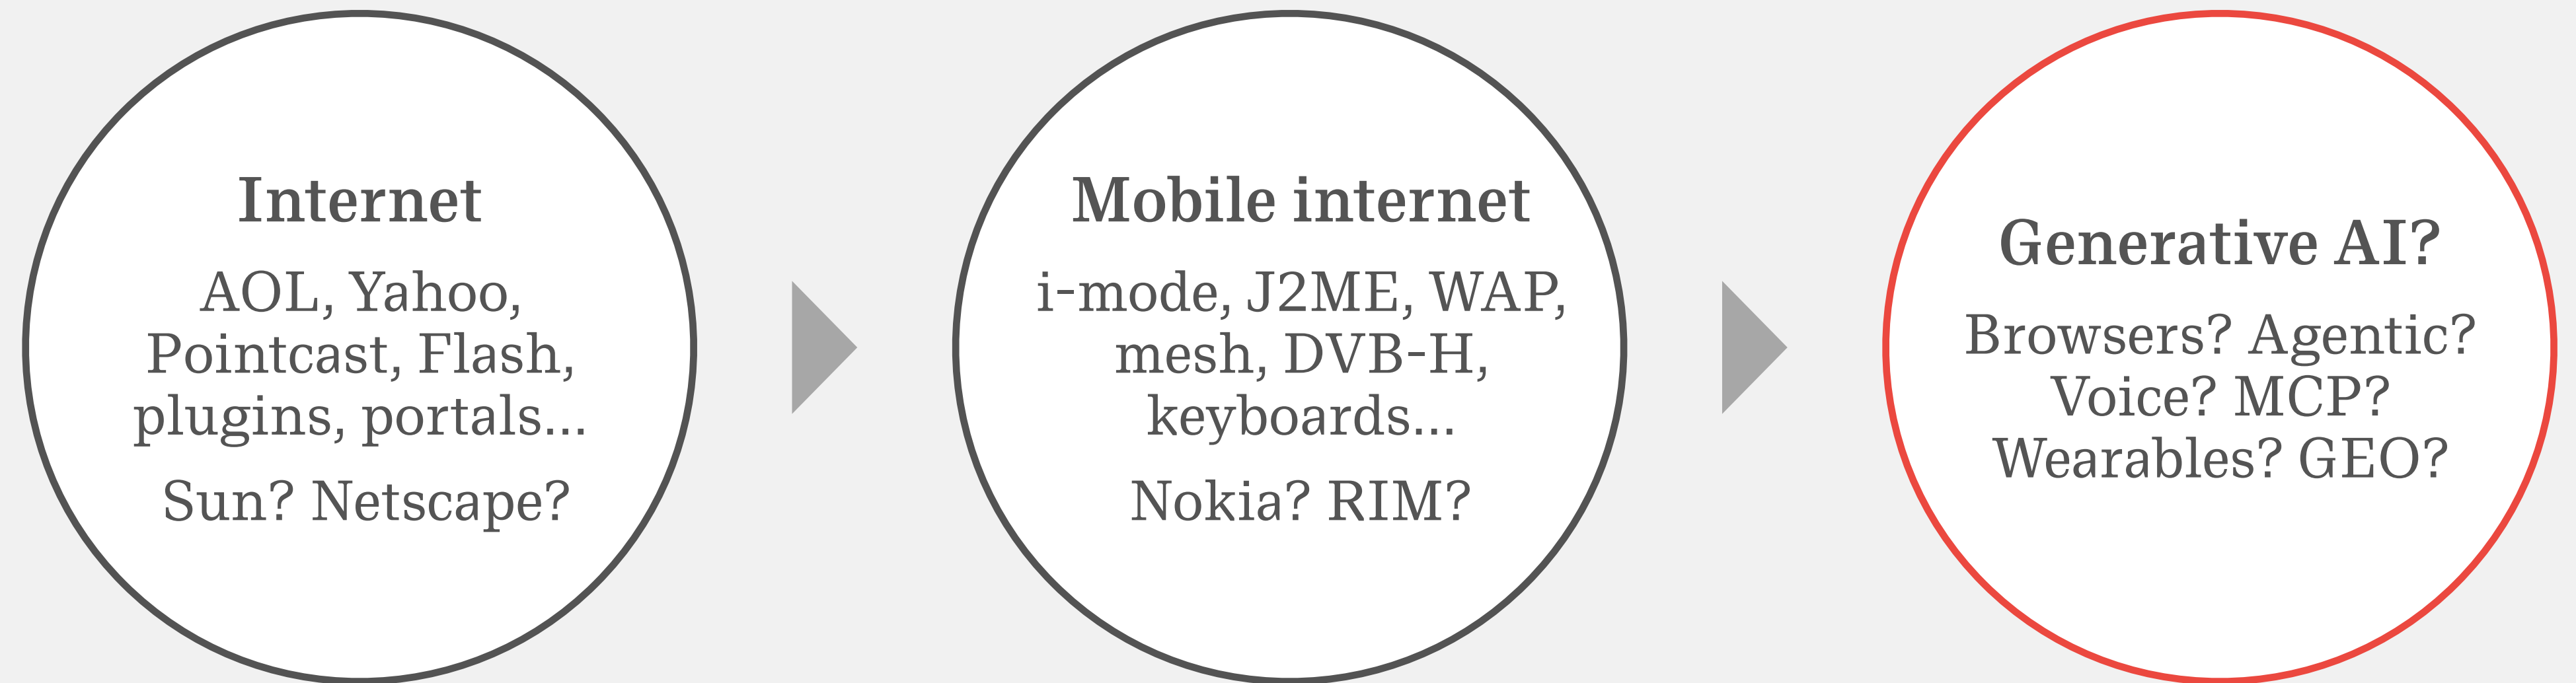 Internet
AOL, Yahoo,
Pointcast, Flash,
plugins, portals...
Sun? Netscape?
Mobile internet
i-mode, J2ME, WAP,
mesh, DVB-H,
keyboards...
Nokia? RIM?
Generative AI?
Browsers? Agentic?
Voice? MCP?
Wearables? GEO?